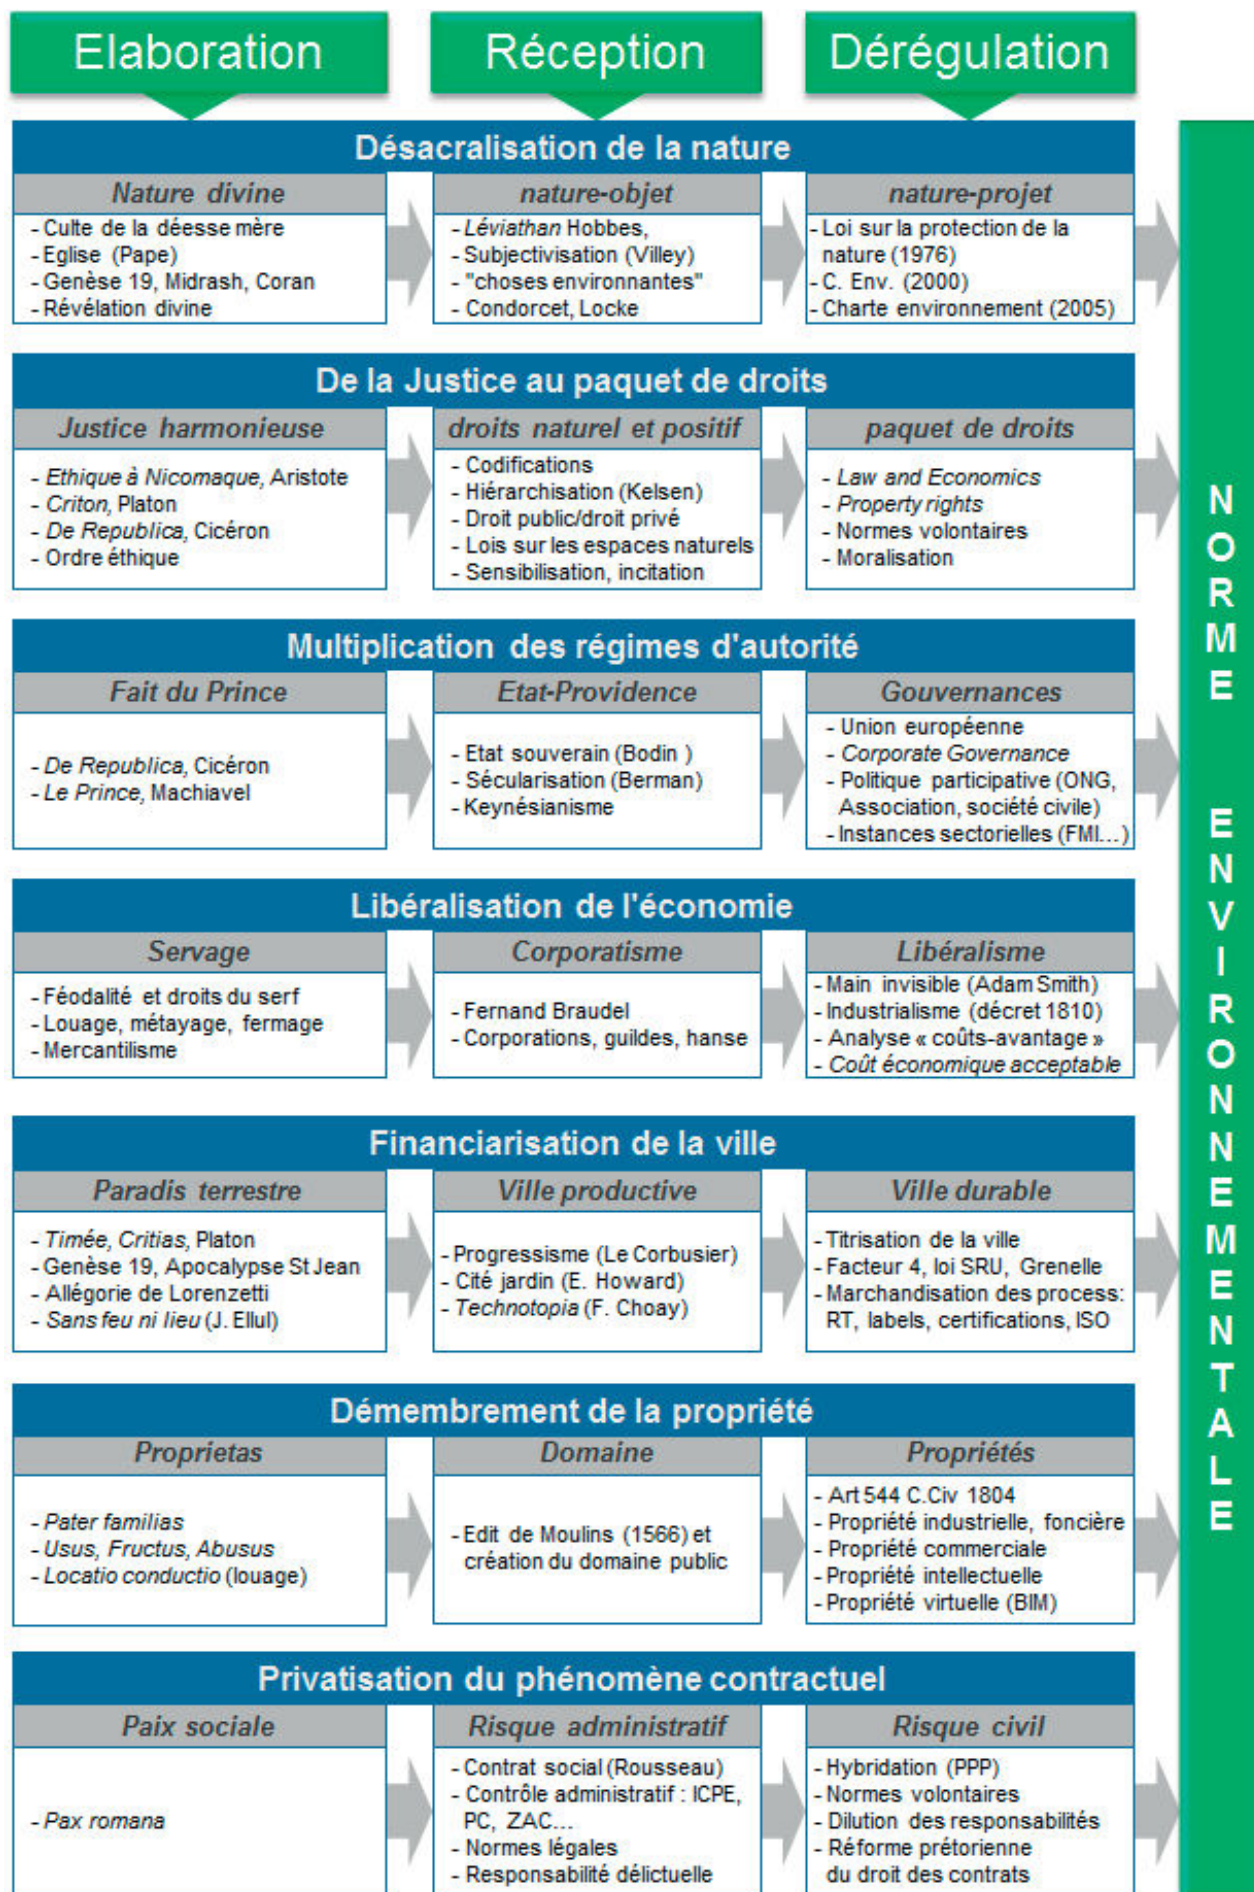 Elaboration
Réception
Dérégulation
Désacralisation de la nature
Nature divine
- Culte de la déesse mère
- Eglise (Pape)
- Genèse 19, Midrash, Coran
- Révélation divine
nature-objet
- Léviathan Hobbes,
- Subjectivisation (Villey)
- "choses environnantes"
- Condorcet, Locke
nature-projet
- Loi sur la protection de la
nature (1976)
- C. Env. (2000)
- Charte environnement (2005)
De la Justice au paquet de droits
Justice harmonieuse
- Ethique à Nicomaque, Aristote
- Criton, Platon
- De Republica, Cicéron
- Ordre éthique
droits naturel et positif
- Codifications
- Hiérarchisation (Kelsen)
- Droit public/droit privé
- Lois sur les espaces naturels
- Sensibilisation, incitation
paquet de droits
- Law and Economics
- Property rights
- Normes volontaires
- Moralisation
Multiplication des régimes d'autorité
Fait du Prince
- De Republica, Cicéron
- Le Prince, Machiavel
Etat-Providence
- Etat souverain (Bodin )
- Sécularisation (Berman)
- Keynésianisme
Gouvernances
- Union européenne
- Corporate Governance
- Politique participative (ONG,
Association, société civile)
- Instances sectorielles (FMI...)
Libéralisation de l'économie
Servage
- Féodalité et droits du serf
- Louage, métayage, fermage
- Mercantilisme
Corporatisme
- Fernand Braudel
- Corporations, guildes, hanse
Libéralisme
- Main invisible (Adam Smith)
- Industrialisme (décret 1810)
- Analyse « coûts-avantage »
- Coût économique acceptable
Financiarisation de la ville
Paradis terrestre
- Timée, Critias, Platon
- Genèse 19, Apocalypse St Jean
- Allégorie de Lorenzetti
- Sans feu ni lieu (J. Ellul)
Ville productive
- Progressisme (Le Corbusier)
- Cité jardin (E. Howard)
- Technotopia (F. Choay)
Ville durable
- Titrisation de la ville
- Facteur 4, loi SRU, Grenelle
- Marchandisation des process:
RT, labels, certifications, ISO
Démembrement de la propriété
Proprietas
- Pater familias
- Usus, Fructus, Abusus
- Locatio conductio (louage)
Domaine
- Edit de Moulins (1566) et
création du domaine public
Propriétés
- Art 544 C.Civ 1804
- Propriété industrielle, foncière
- Propriété commerciale
- Propriété intellectuelle
- Propriété virtuelle (BIM)
Privatisation du phénomène contractuel
Paix sociale
- Pax romana
Risque administratif
- Contrat social (Rousseau)
- Contrôle administratif : ICPE,
PC, ZAC...
- Normes légales
- Responsabilité délictuelle
Risque civil
- Hybridation (PPP)
- Normes volontaires
- Dilution des responsabilités
- Réforme prétorienne
du droit des contrats
NORME ENVIRONNEMENTALE